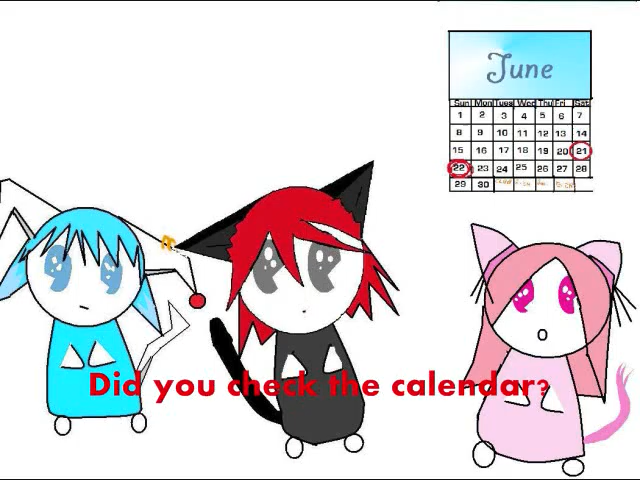 June
Sun Mon Tues Wed Thu Fri Sat
1 2 3 4 5 6 7
8 9 10 11 12 13 14
15 16 17 18 19 20 21
22 23 24 25 26 27 28
29 30
Did you check the calendar?